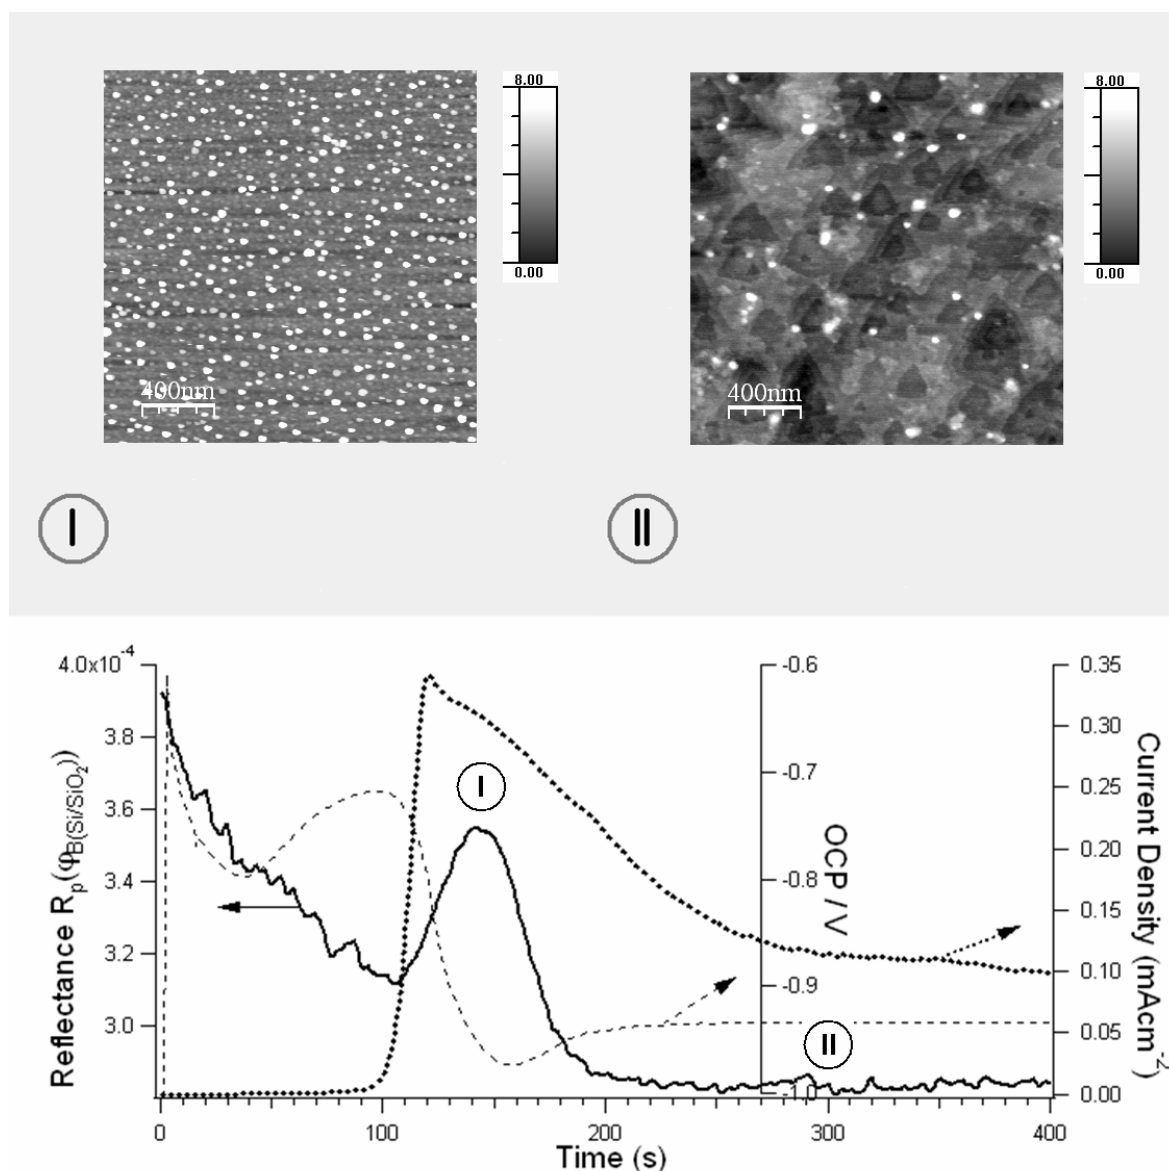 8.00
0.00
400nm
8.00
0.00
400nm
I
II
4.0x10⁻⁴
3.8
3.6
3.4
3.2
3.0
Reflectance Rₚ(φB(Si/SiO₂))
I
II
-0.6
-0.7
-0.8
-0.9
-1.0
OCP / V
0.35
0.30
0.25
0.20
0.15
0.10
0.05
0.00
Current Density (mAcm⁻²)
0
100
200
300
400
Time (s)